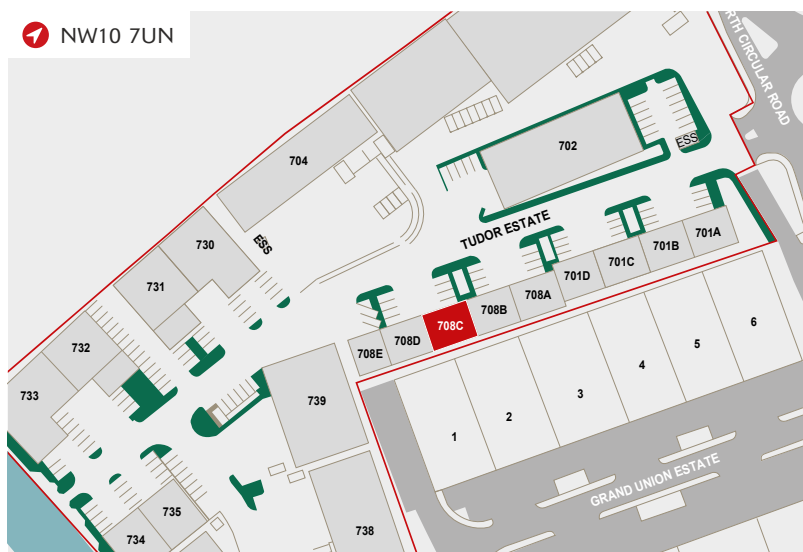 NW10 7UN
RTH CIRCULAR ROAD
704
702
ESS
TUDOR ESTATE
730
ESS
731
701A
701B
701C
701D
708A
708B
708C
708D
708E
732
733
739
6
5
4
3
2
1
GRAND UNION ESTATE
735
734
738